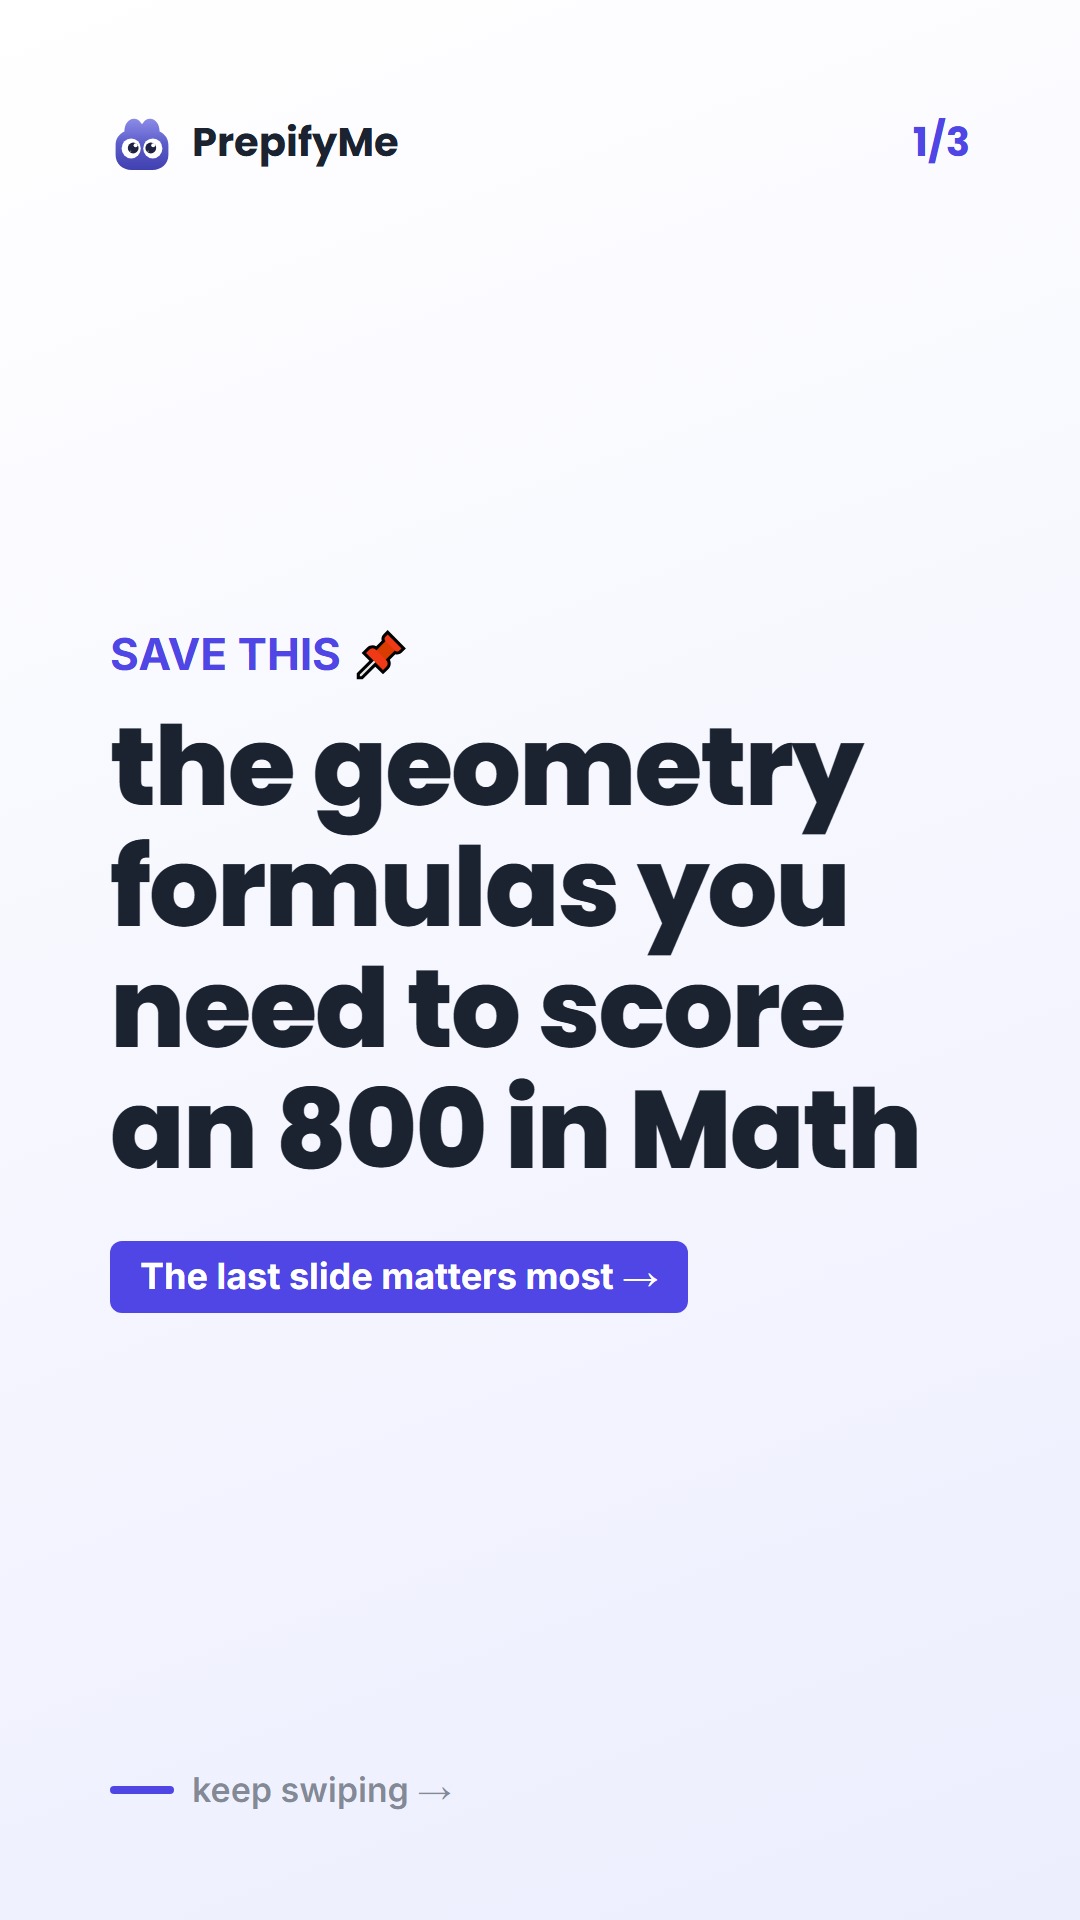 PrepifyMe
1/3
SAVE THIS 📌
the geometry
formulas you
need to score
an 800 in Math
The last slide matters most →
keep swiping →